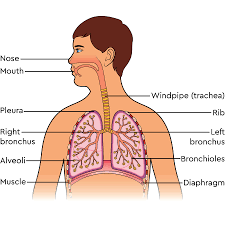 Nose
Mouth
Windpipe (trachea)
Pleura
Rib
Right
bronchus
Left
bronchus
Alveoli
Bronchioles
Muscle
Diaphragm